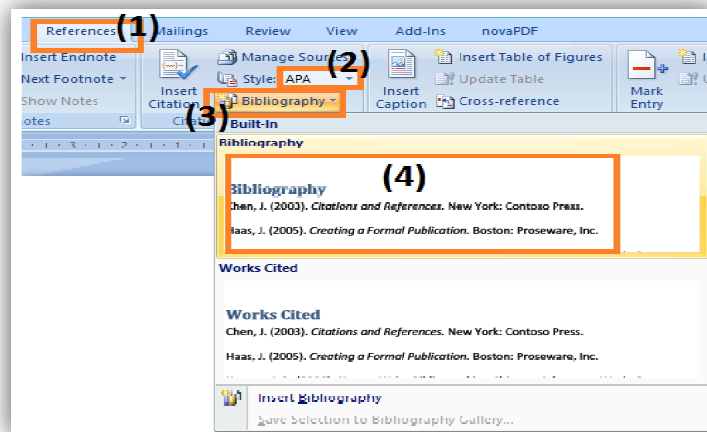 References (1) Mailings Review View Add-Ins novaPDF
Insert Endnote Manage Sources Insert Table of Figures
Next Footnote Style: APA (2) Update Table
Show Notes Insert Citation (3) Bibliography Insert Caption Cross-reference Mark Entry
Built-In
3 2 1 1
Bibliography
(4)
Bibliography
Chen, J. (2003). Citations and References. New York: Contoso Press.
Haas, J. (2005). Creating a Formal Publication. Boston: Proseware, Inc.
Works Cited
Works Cited
Chen, J. (2003). Citations and References. New York: Contoso Press.
Haas, J. (2005). Creating a Formal Publication. Boston: Proseware, Inc.
Insert Bibliography
Save Selection to Bibliography Gallery...